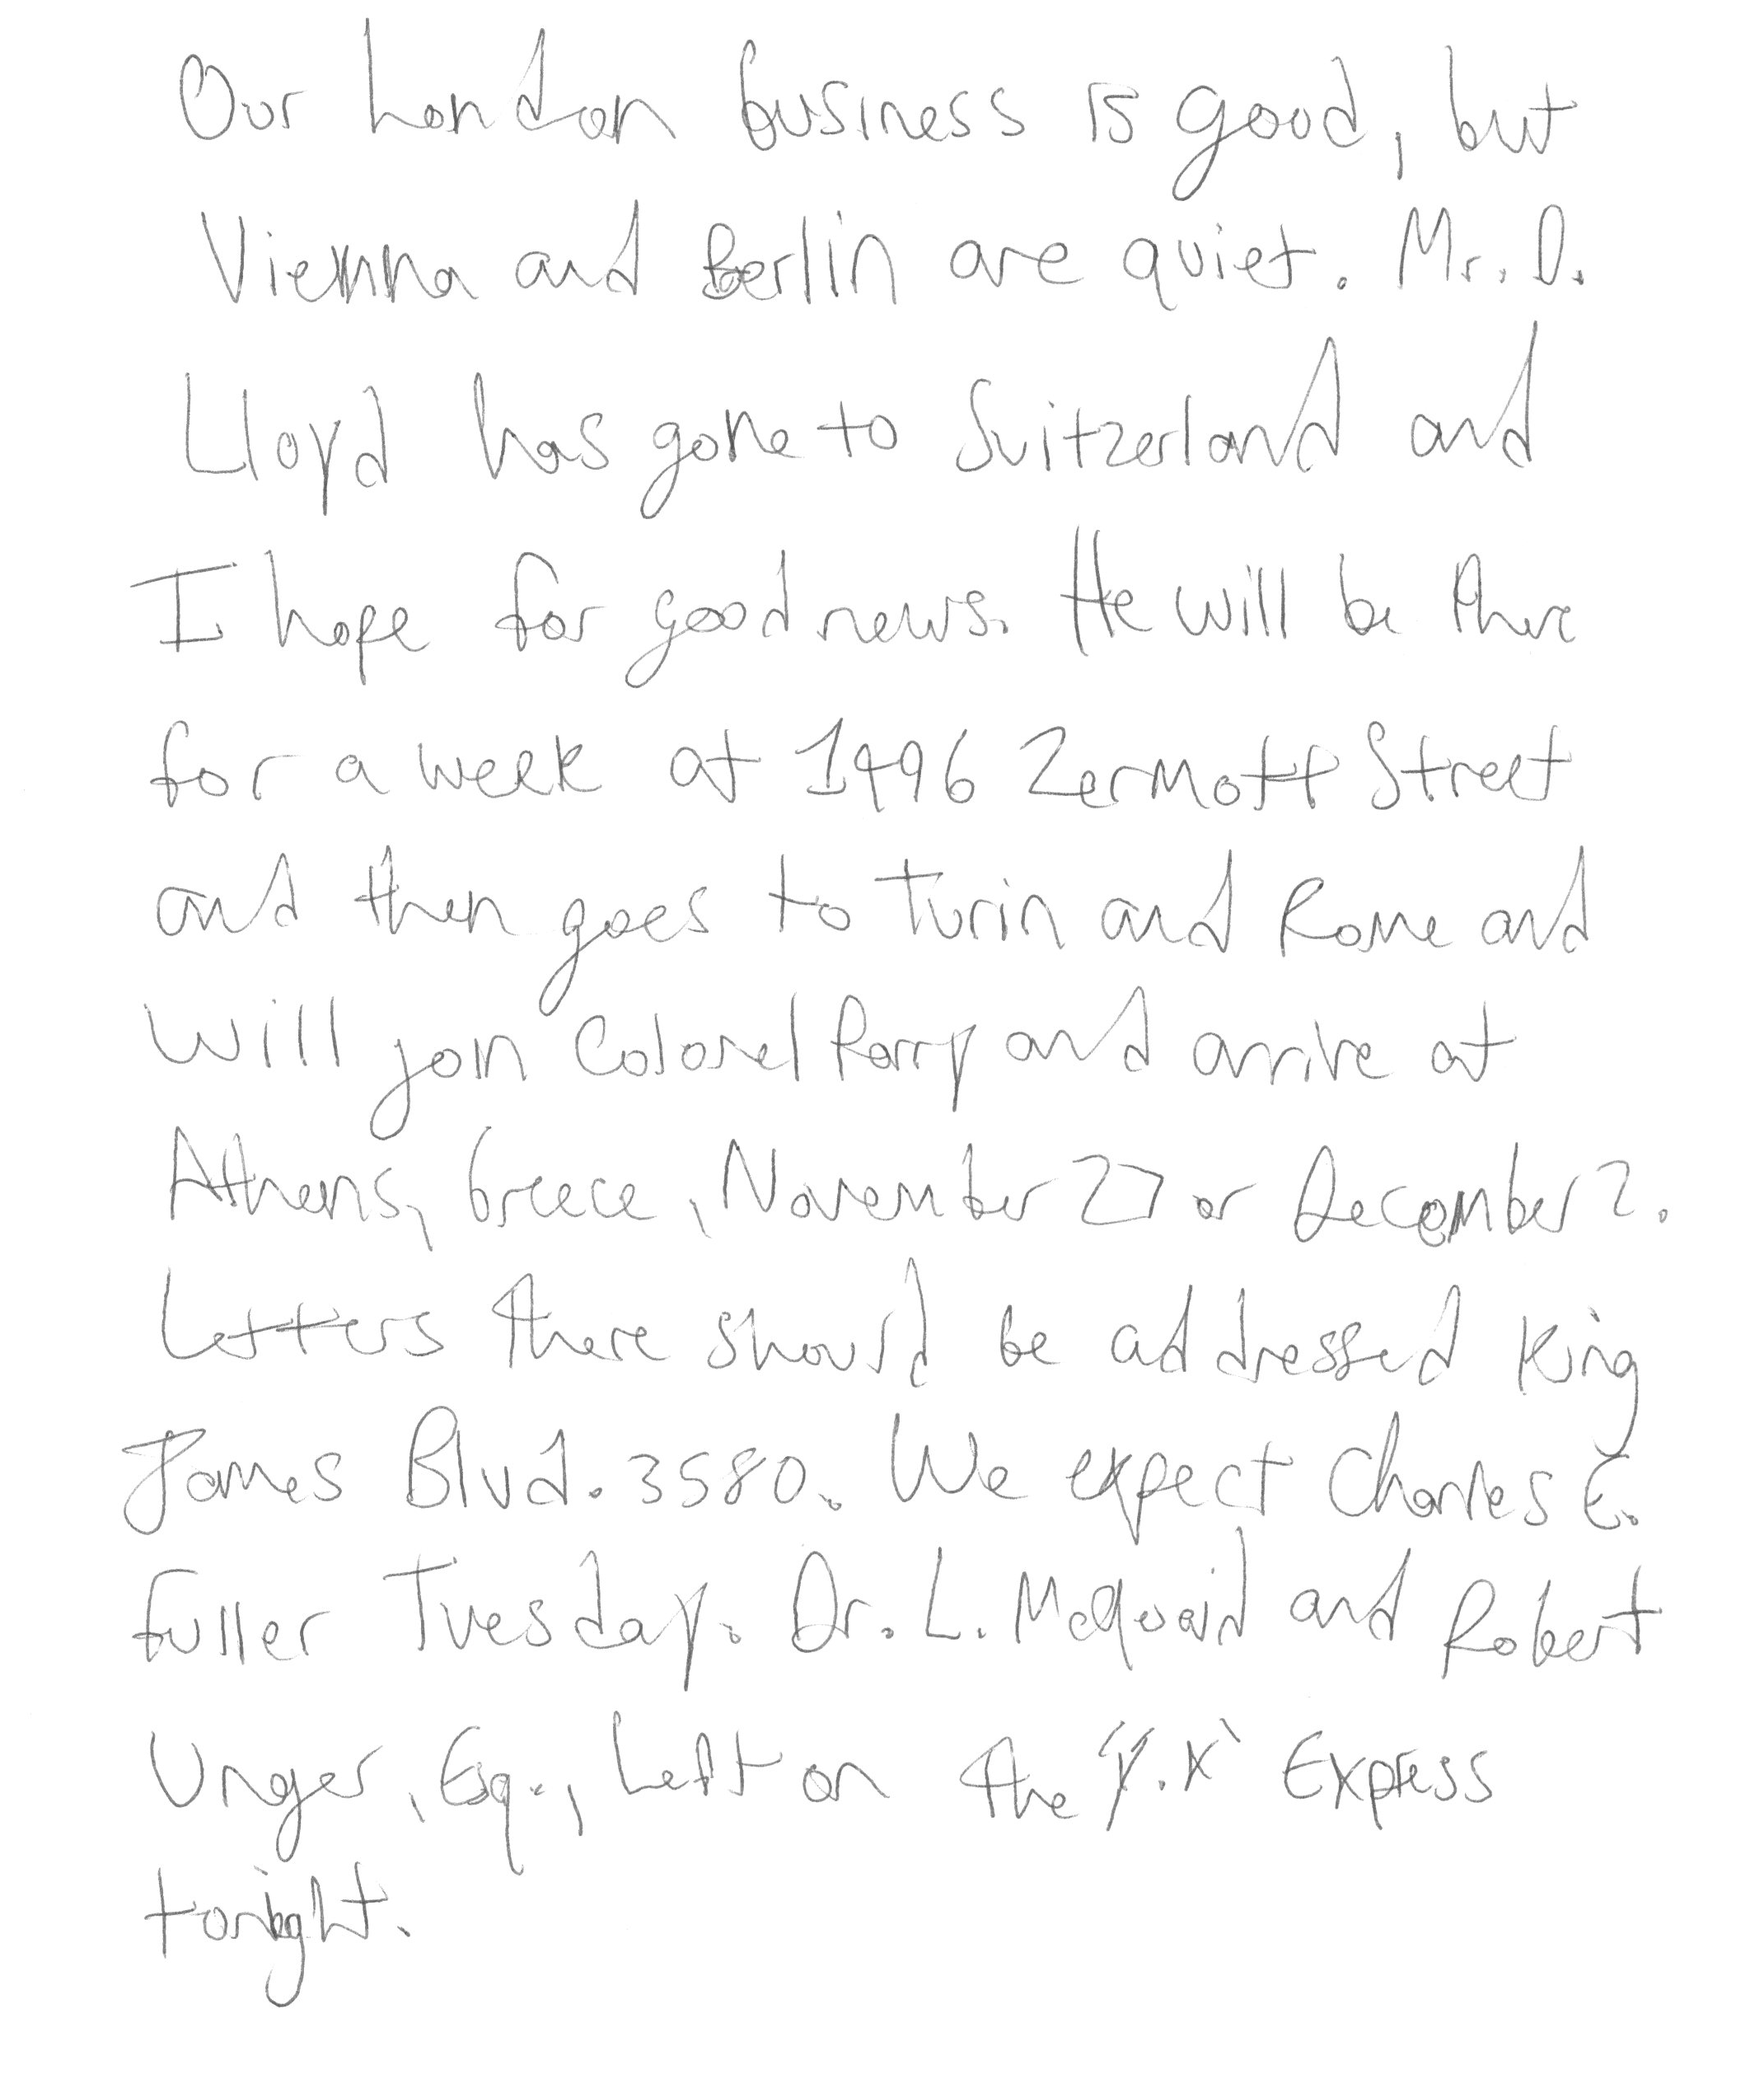 Our London business is good, but
Vienna and Berlin are quiet. Mr. D.
Lloyd has gone to Switzerland and
I hope for good news. He will be there
for a week at 1496 Zermott Street
and then goes to Turin and Rome and
will join Colonel Parry and arrive at
Athens, Greece, November 27 or December 2.
Letters there should be addressed King
James Blvd. 3580. We expect Charles E.
Fuller Tuesday. Dr. L. McQuaid and Robert
Unger, Esq., Left on the "Y.X" Express
tonight.